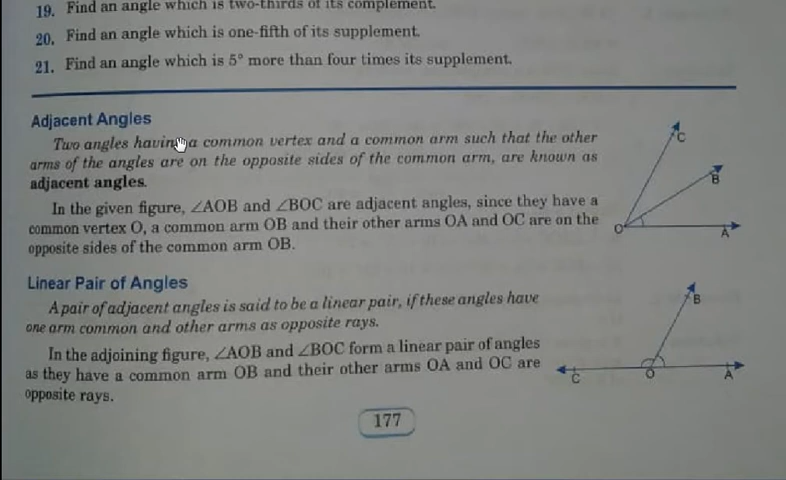 19. Find an angle which is two-thirds of its complement.
20. Find an angle which is one-fifth of its supplement.
21. Find an angle which is 5° more than four times its supplement.
Adjacent Angles
Two angles having a common vertex and a common arm such that the other
arms of the angles are on the opposite sides of the common arm, are known as
adjacent angles.
In the given figure, ∠AOB and ∠BOC are adjacent angles, since they have a
common vertex O, a common arm OB and their other arms OA and OC are on the
opposite sides of the common arm OB.
C
B
O
A
Linear Pair of Angles
A pair of adjacent angles is said to be a linear pair, if these angles have
one arm common and other arms as opposite rays.
In the adjoining figure, ∠AOB and ∠BOC form a linear pair of angles
as they have a common arm OB and their other arms OA and OC are
opposite rays.
B
C
O
A
177